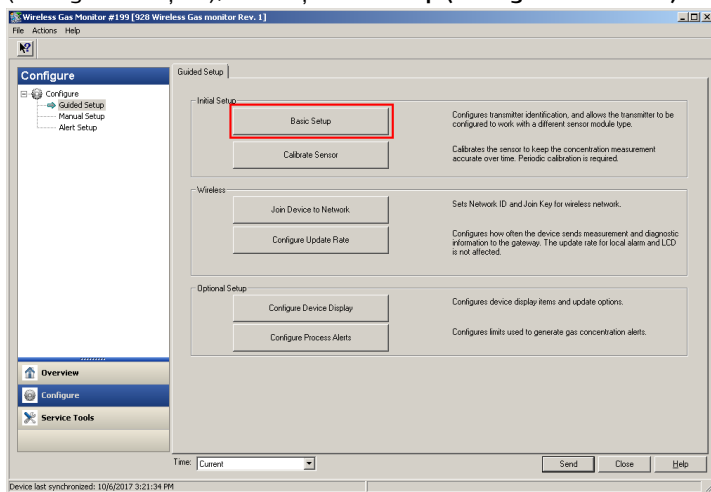 Wireless Gas Monitor #199 [928 Wireless Gas monitor Rev. 1]
File Actions Help
Configure
Configure
Guided Setup
Manual Setup
Alert Setup
Overview
Configure
Service Tools
Guided Setup
Initial Setup
Basic Setup
Configures transmitter identification, and allows the transmitter to be
configured to work with a different sensor module type.
Calibrate Sensor
Calibrates the sensor to keep the concentration measurement
accurate over time. Periodic calibration is required.
Wireless
Join Device to Network
Sets Network ID and Join Key for wireless network.
Configure Update Rate
Configures how often the device sends measurement and diagnostic
information to the gateway. The update rate for local alarm and LCD
is not affected.
Optional Setup
Configure Device Display
Configures device display items and update options.
Configure Process Alerts
Configures limits used to generate gas concentration alerts.
Time: Current
Send Close Help
Device last synchronized: 10/6/2017 3:21:34 PM